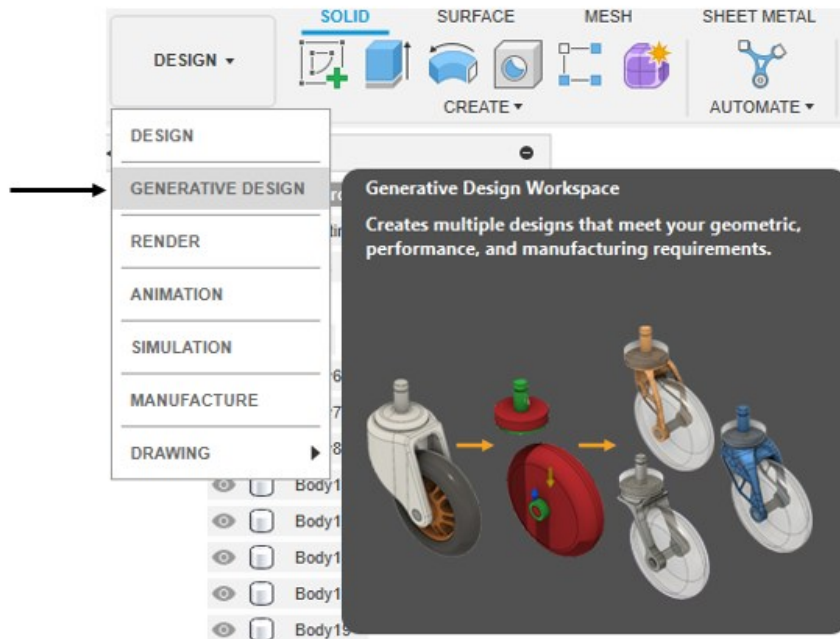 SOLID SURFACE MESH SHEET METAL
DESIGN
CREATE AUTOMATE
DESIGN
GENERATIVE DESIGN
Generative Design Workspace
Creates multiple designs that meet your geometric,
performance, and manufacturing requirements.
RENDER
ANIMATION
SIMULATION
MANUFACTURE
DRAWING
Body1
Body1
Body1
Body1
Body19